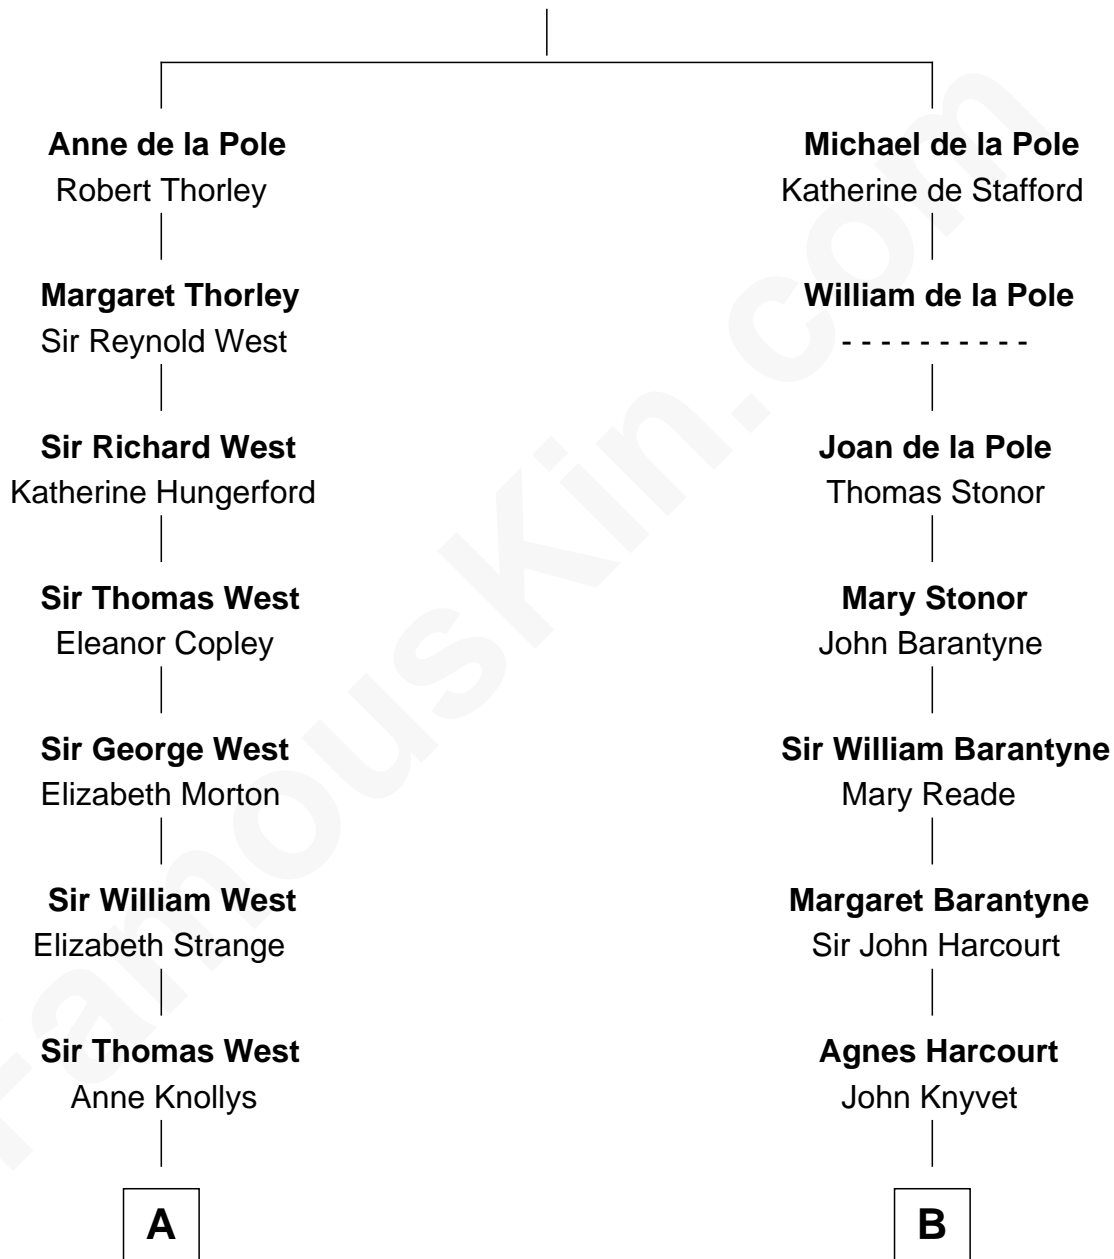 Anne de la Pole
Robert Thorley
Margaret Thorley
Sir Reynold West
Sir Richard West
Katherine Hungerford
Sir Thomas West
Eleanor Copley
Sir George West
Elizabeth Morton
Sir William West
Elizabeth Strange
Sir Thomas West
Anne Knollys
A
Michael de la Pole
Katherine de Stafford
William de la Pole
- - - - - - - - - -
Joan de la Pole
Thomas Stonor
Mary Stonor
John Barantyne
Sir William Barantyne
Mary Reade
Margaret Barantyne
Sir John Harcourt
Agnes Harcourt
John Knyvet
B
FamousKin.com